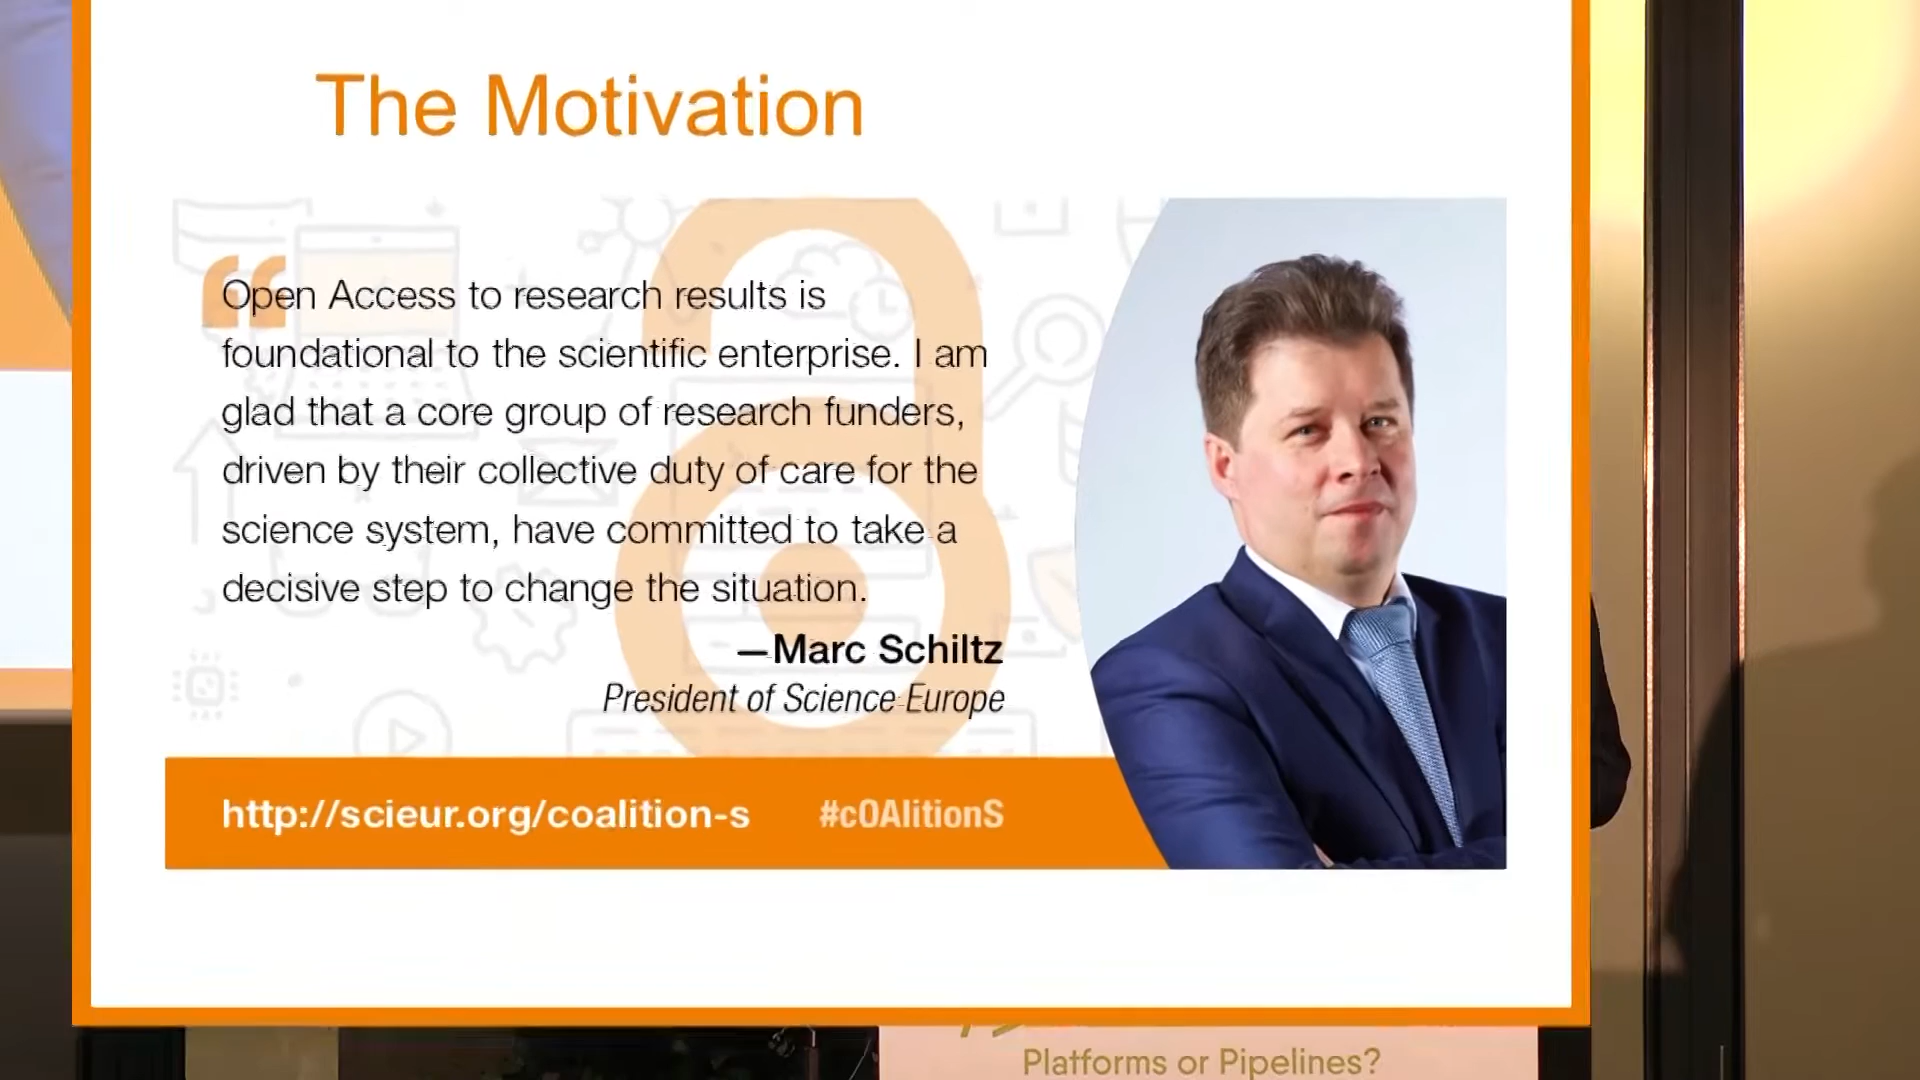 The Motivation
“
Open Access to research results is
foundational to the scientific enterprise. I am
glad that a core group of research funders,
driven by their collective duty of care for the
science system, have committed to take a
decisive step to change the situation.
—Marc Schiltz
President of Science Europe
http://scieur.org/coalition-s #cOAlitionS
Platforms or Pipelines?